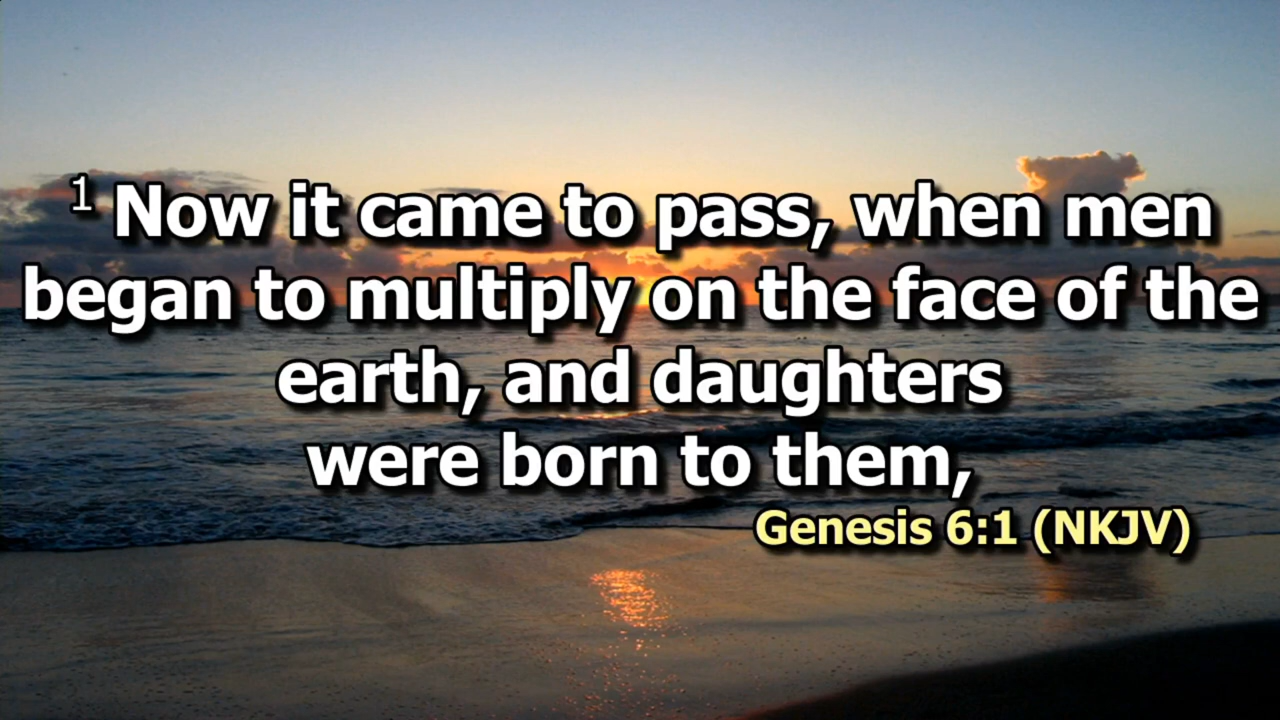 1 Now it came to pass, when men
began to multiply on the face of the
earth, and daughters
were born to them,
Genesis 6:1 (NKJV)